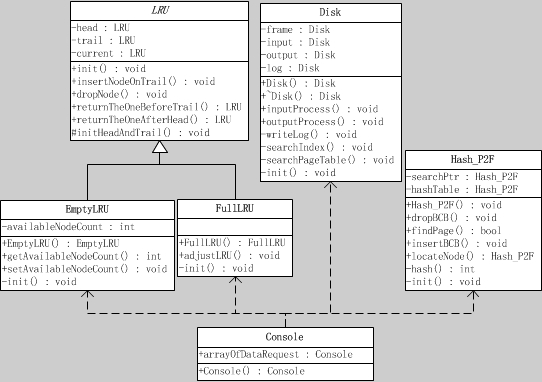 LRU
-head : LRU
-trail : LRU
-current : LRU
+init() : void
+insertNodeOnTrail() : void
+dropNode() : void
+returnTheOneBeforeTrail() : LRU
+returnTheOneAfterHead() : LRU
#initHeadAndTrail() : void
Disk
-frame : Disk
-input : Disk
-output : Disk
-log : Disk
+Disk() : Disk
+~Disk() : Disk
+inputProcess() : void
+outputProcess() : void
-writeLog() : void
-searchIndex() : void
-searchPageTable() : void
-init() : void
Hash_P2F
-searchPtr : Hash_P2F
-hashTable : Hash_P2F
+Hash_P2F() : void
+dropBCB() : void
+findPage() : bool
+insertBCB() : void
+locateNode() : Hash_P2F
-hash() : int
-init() : void
EmptyLRU
-availableNodeCount : int
+EmptyLRU() : EmptyLRU
+getAvailableNodeCount() : int
+setAvailableNodeCount() : void
-init() : void
FullLRU
+FullLRU() : FullLRU
+adjustLRU() : void
-init() : void
Console
+arrayOfDataRequest : Console
+Console() : Console